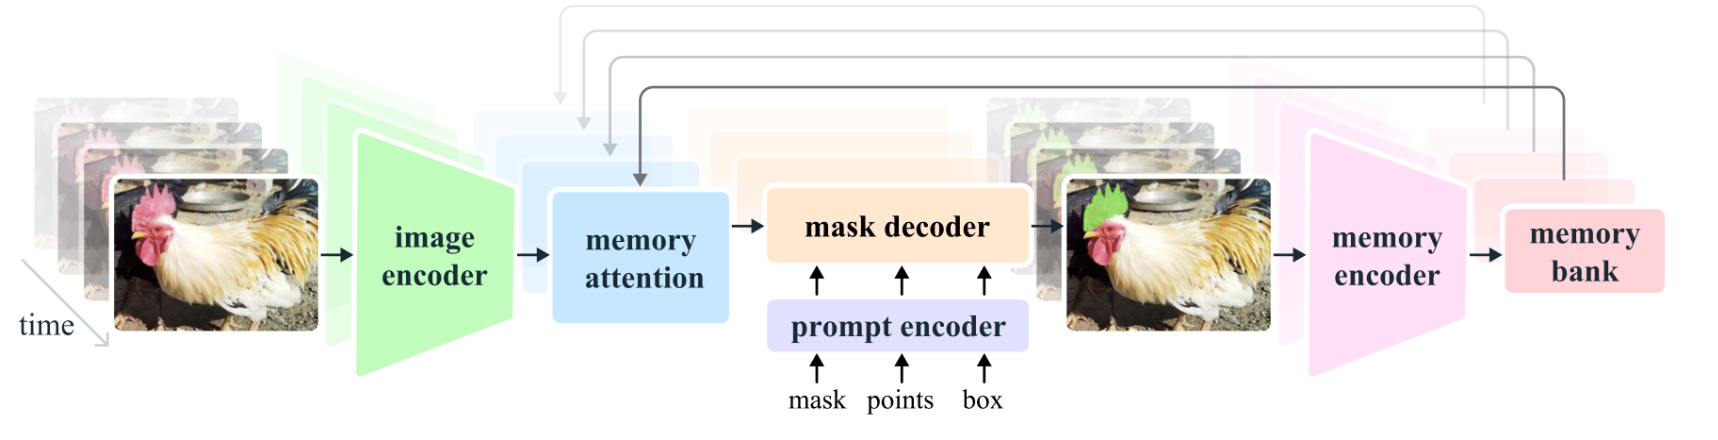 time
image
encoder
memory
attention
mask decoder
prompt encoder
mask points box
memory
encoder
memory
bank